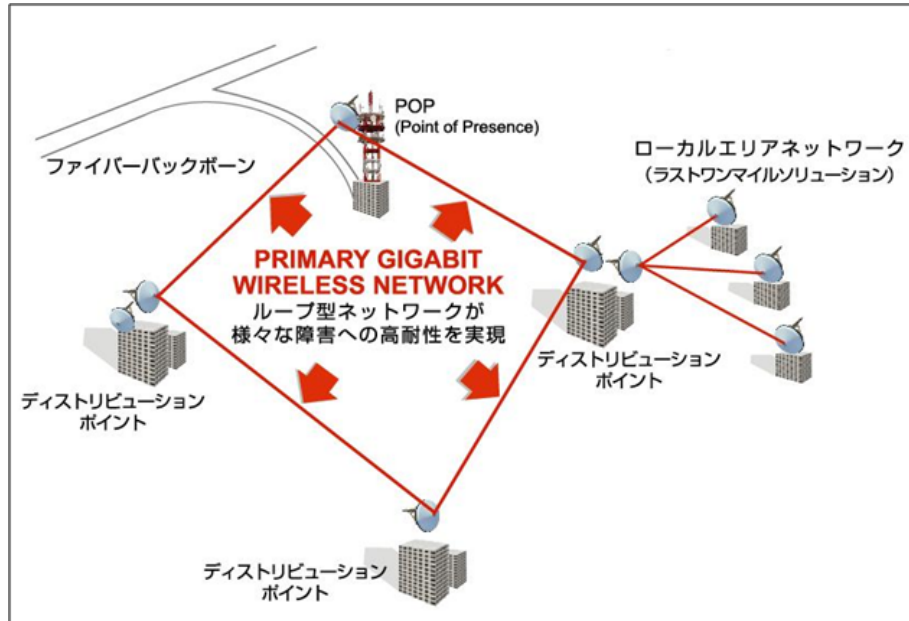 POP
(Point of Presence)
ファイバーバックボーン
ローカルエリアネットワーク
（ラストワンマイルソリューション）
PRIMARY GIGABIT
WIRELESS NETWORK
ループ型ネットワークが
様々な障害への高耐性を実現
ディストリビューション
ポイント
ディストリビューション
ポイント
ディストリビューション
ポイント